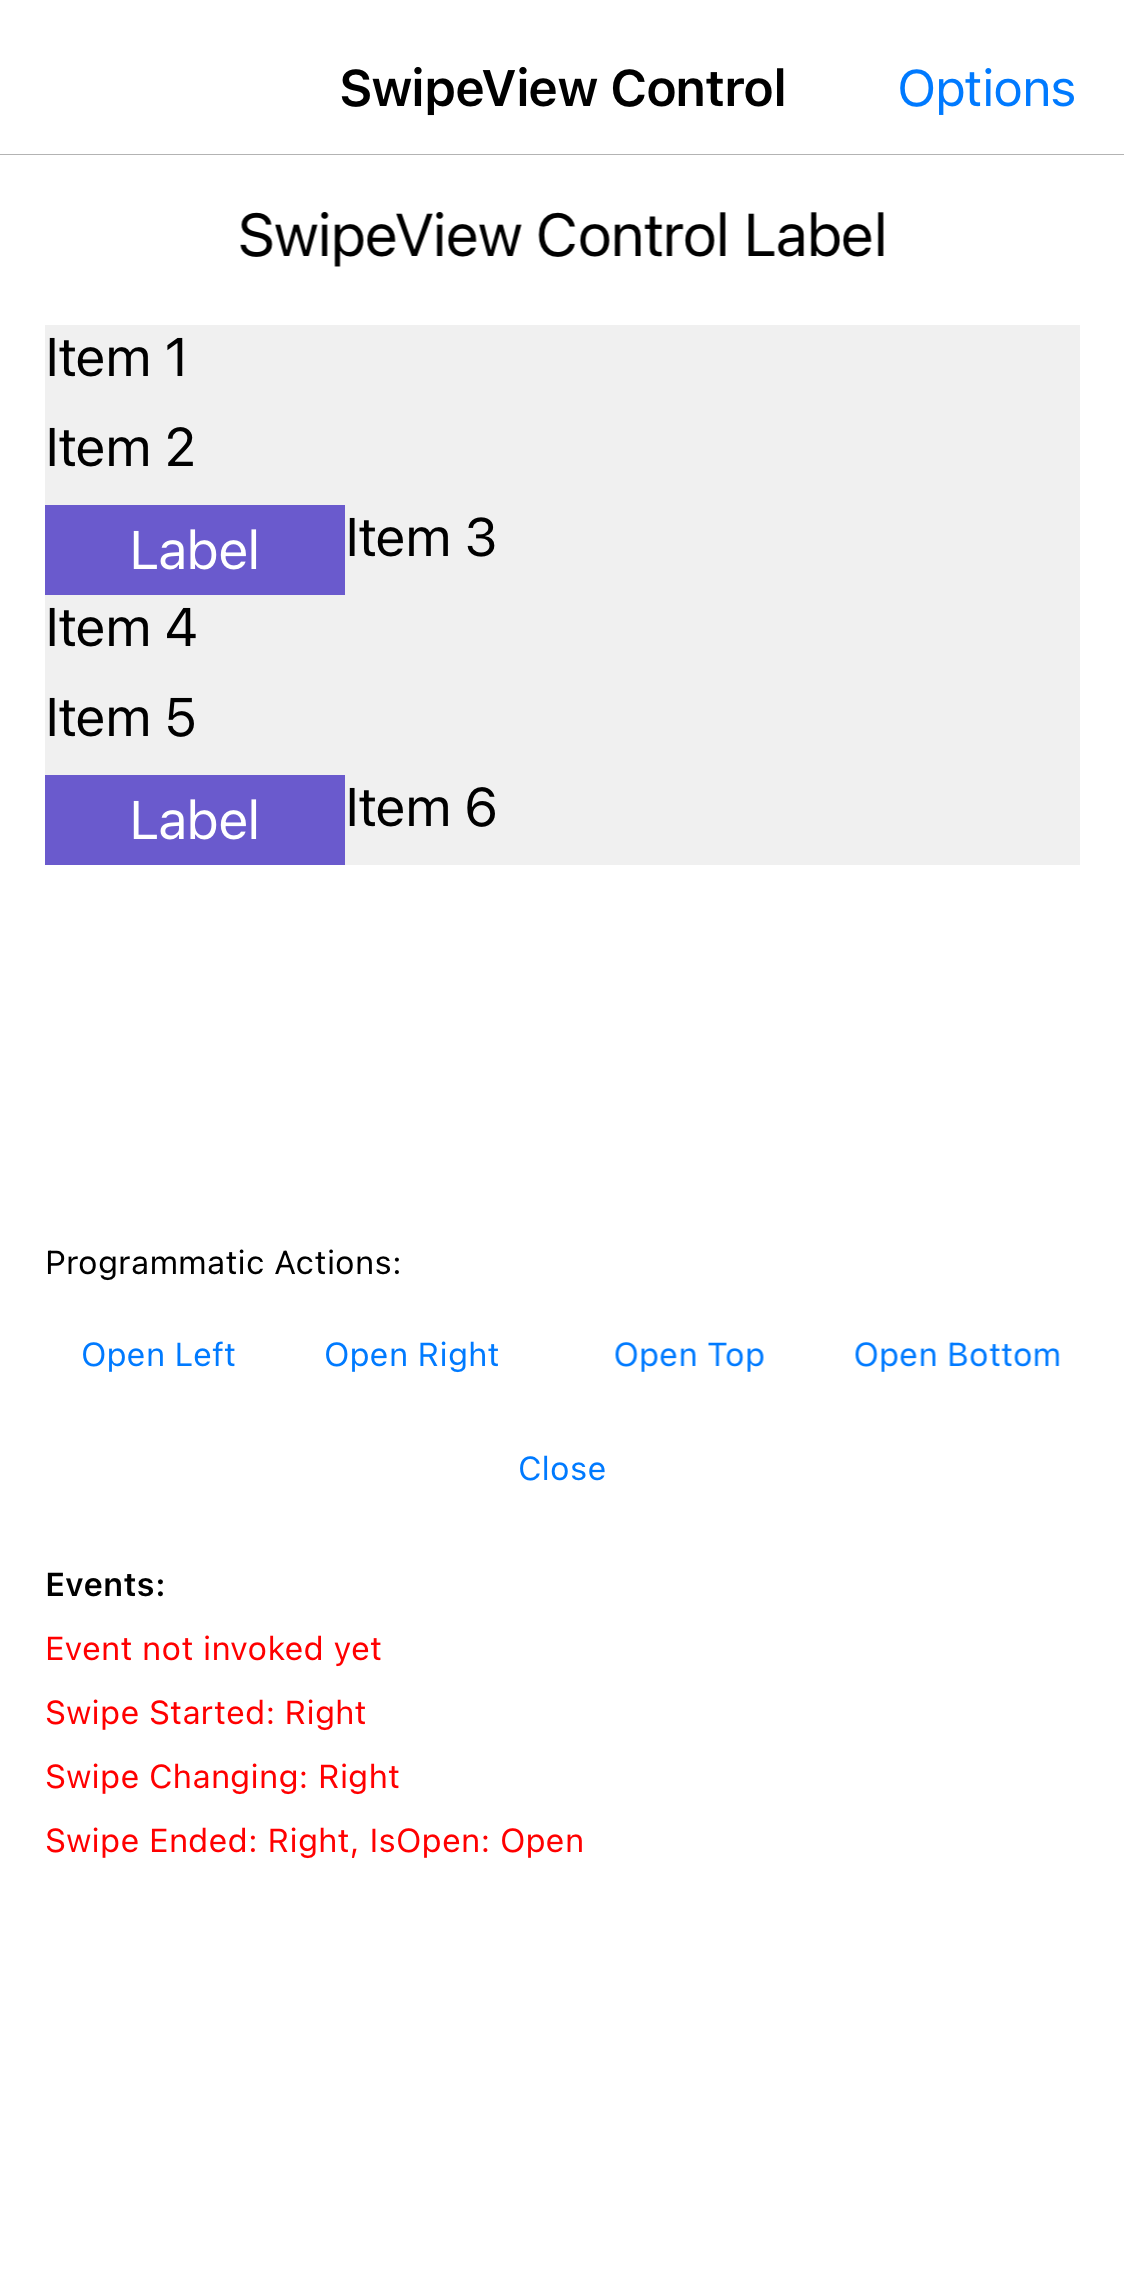 SwipeView Control Options
SwipeView Control Label
Item 1
Item 2
Label Item 3
Item 4
Item 5
Label Item 6
Programmatic Actions:
Open Left Open Right Open Top Open Bottom
Close
Events:
Event not invoked yet
Swipe Started: Right
Swipe Changing: Right
Swipe Ended: Right, IsOpen: Open